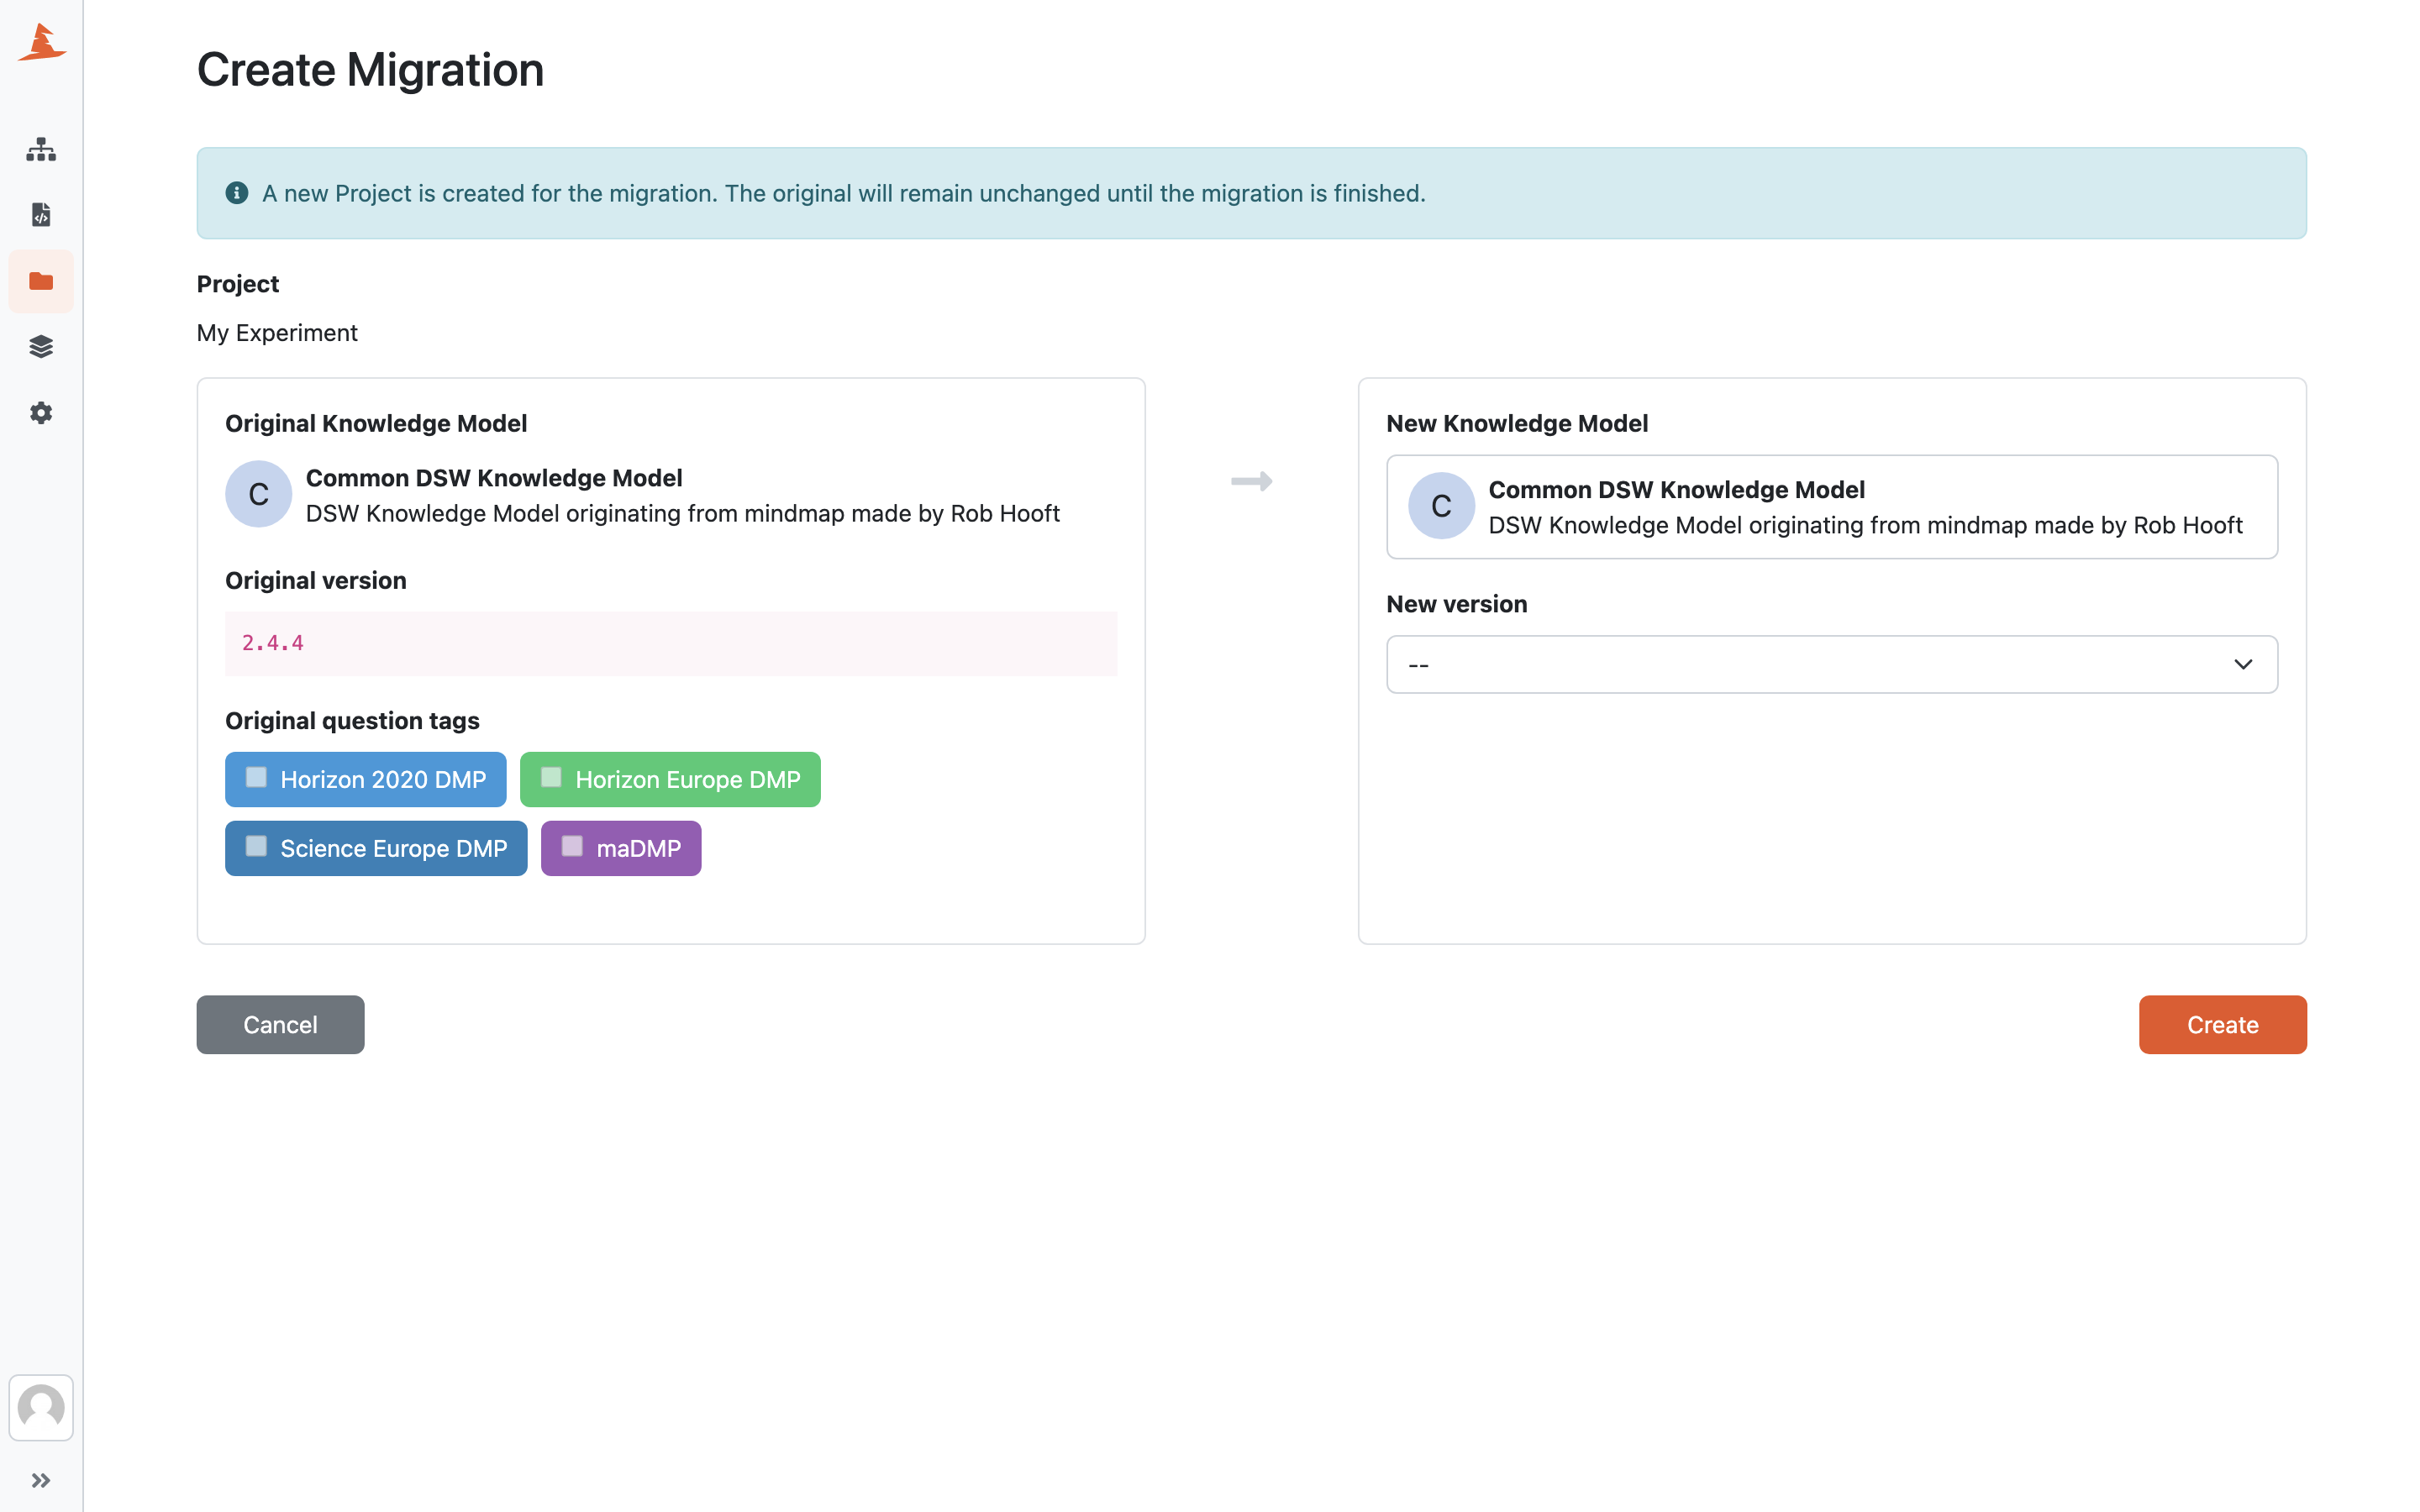 Create Migration
A new Project is created for the migration. The original will remain unchanged until the migration is finished.
Project
My Experiment
Original Knowledge Model
C
Common DSW Knowledge Model
DSW Knowledge Model originating from mindmap made by Rob Hooft
Original version
2.4.4
Original question tags
Horizon 2020 DMP
Horizon Europe DMP
Science Europe DMP
maDMP
New Knowledge Model
C
Common DSW Knowledge Model
DSW Knowledge Model originating from mindmap made by Rob Hooft
New version
--
Cancel
Create